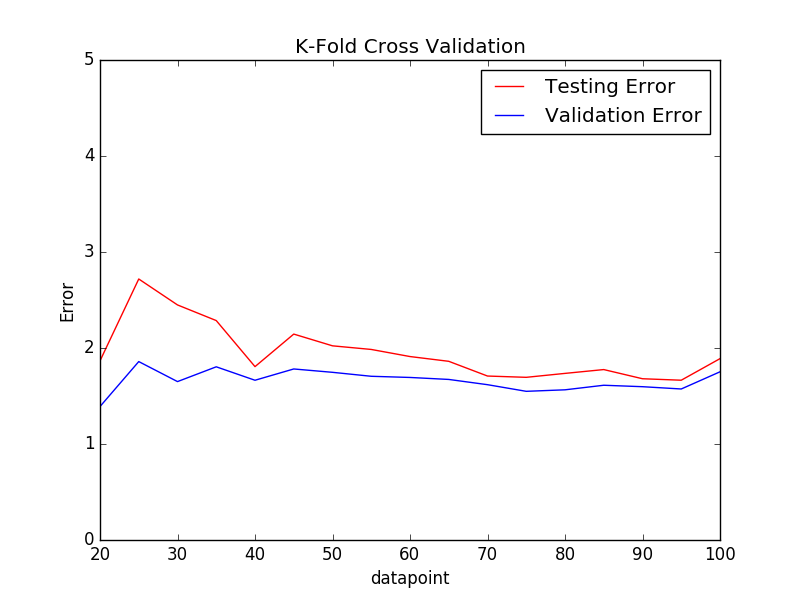 K-Fold Cross Validation
Testing Error
Validation Error
5
4
3
2
1
0
Error
20 30 40 50 60 70 80 90 100
datapoint